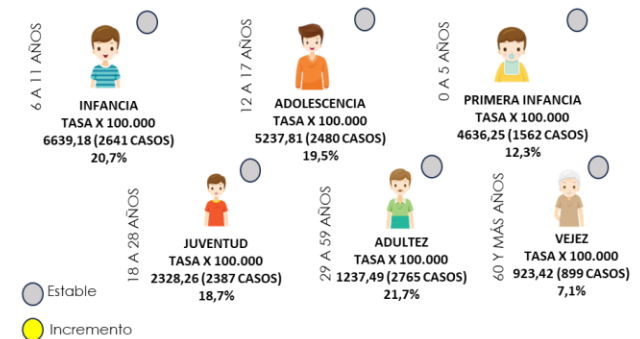 6 A 11 AÑOS
INFANCIA
TASA X 100.000
6639,18 (2641 CASOS)
20,7%
12 A 17 AÑOS
ADOLESCENCIA
TASA X 100.000
5237,81 (2480 CASOS)
19,5%
0 A 5 AÑOS
PRIMERA INFANCIA
TASA X 100.000
4636,25 (1562 CASOS)
12,3%
18 A 28 AÑOS
JUVENTUD
TASA X 100.000
2328,26 (2387 CASOS)
18,7%
29 A 59 AÑOS
ADULTEZ
TASA X 100.000
1237,49 (2765 CASOS)
21,7%
60 Y MÁS AÑOS
VEJEZ
TASA X 100.000
923,42 (899 CASOS)
7,1%
Estable
Incremento